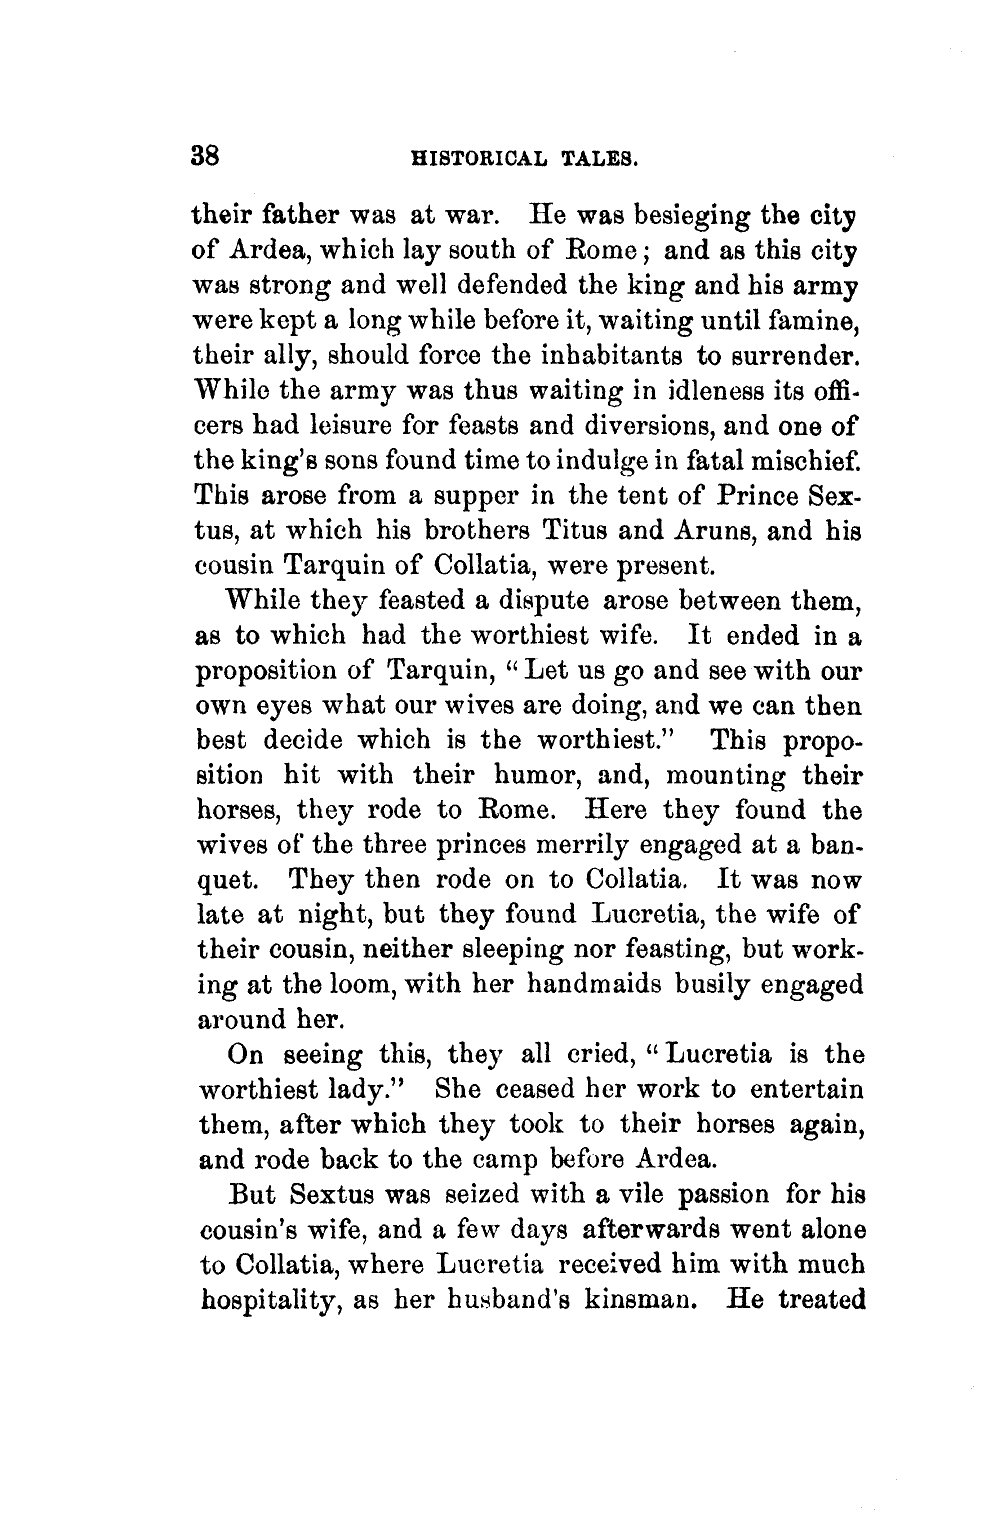 38 HISTORICAL TALES.
their father was at war. He was besieging the city
of Ardea, which lay south of Rome; and as this city
was strong and well defended the king and his army
were kept a long while before it, waiting until famine,
their ally, should force the inhabitants to surrender.
While the army was thus waiting in idleness its offi-
cers had leisure for feasts and diversions, and one of
the king's sons found time to indulge in fatal mischief.
This arose from a supper in the tent of Prince Sex-
tus, at which his brothers Titus and Aruns, and his
cousin Tarquin of Collatia, were present.
While they feasted a dispute arose between them,
as to which had the worthiest wife. It ended in a
proposition of Tarquin, “Let us go and see with our
own eyes what our wives are doing, and we can then
best decide which is the worthiest.” This propo-
sition hit with their humor, and, mounting their
horses, they rode to Rome. Here they found the
wives of the three princes merrily engaged at a ban-
quet. They then rode on to Collatia. It was now
late at night, but they found Lucretia, the wife of
their cousin, neither sleeping nor feasting, but work-
ing at the loom, with her handmaids busily engaged
around her.
On seeing this, they all cried, “Lucretia is the
worthiest lady.” She ceased her work to entertain
them, after which they took to their horses again,
and rode back to the camp before Ardea.
But Sextus was seized with a vile passion for his
cousin's wife, and a few days afterwards went alone
to Collatia, where Lucretia received him with much
hospitality, as her husband's kinsman. He treated